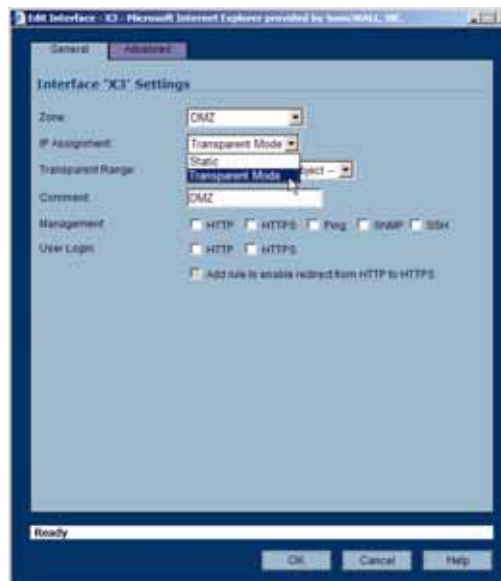 Edit Interface - X3 - Microsoft Internet Explorer provided by SonicWALL, INC.
General Advanced
Interface "X3" Settings
Zone: DMZ
IP Assignment: Transparent Mode
Static
Transparent Mode
Transparent Range: bject --
Comment: DMZ
Management: HTTP HTTPS Ping SNMP SSH
User Login: HTTP HTTPS
Add rule to enable redirect from HTTP to HTTPS
Ready
OK Cancel Help